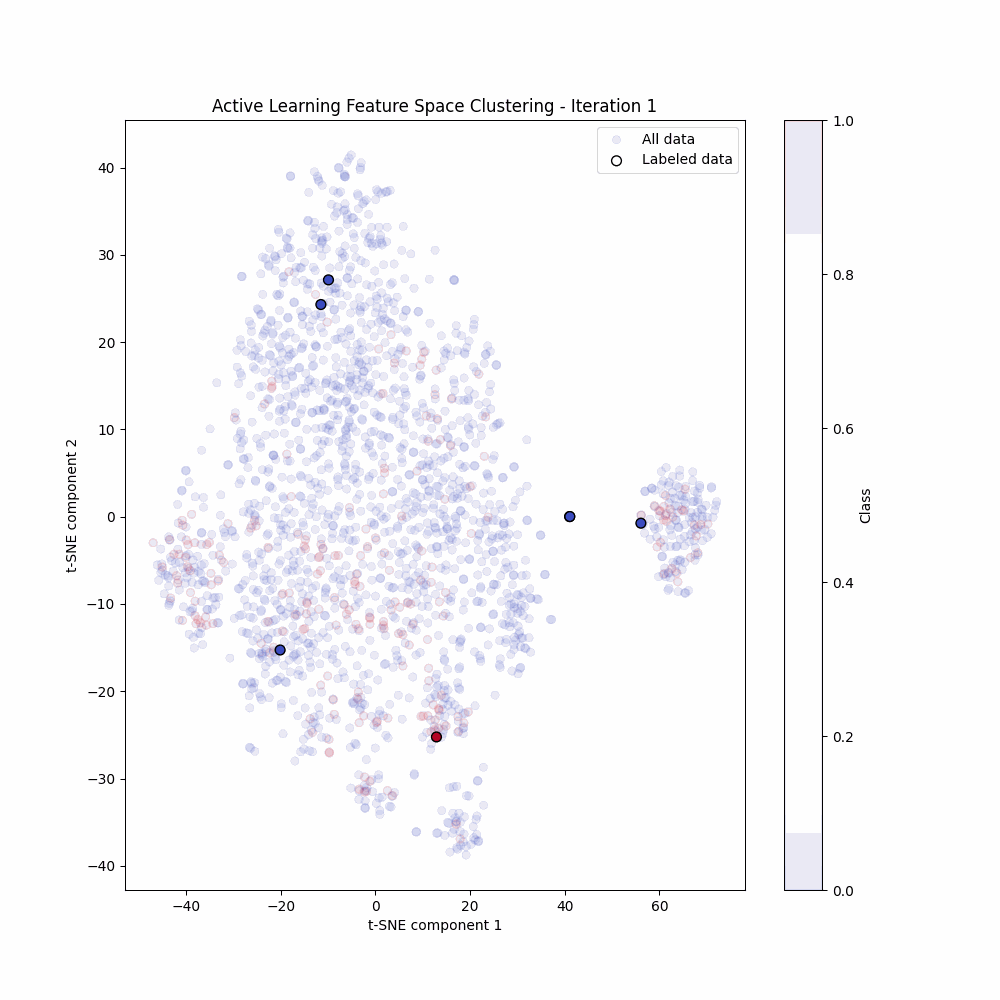 Active Learning Feature Space Clustering - Iteration 1
All data
Labeled data
40
30
20
10
0
−10
−20
−30
−40
t-SNE component 2
−40 −20 0 20 40 60
t-SNE component 1
1.0
0.8
0.6
0.4
0.2
0.0
Class